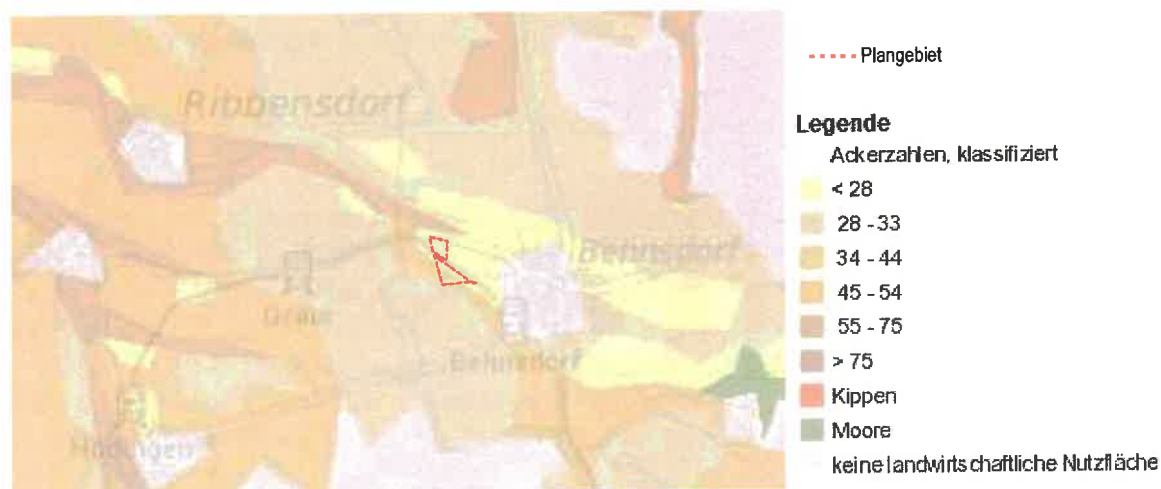 Ribbensdorf
Behnsdorf
Behnsdorf
Hödingen
Plangebiet
Legende
Ackerzahlen, klassifiziert
< 28
28 - 33
34 - 44
45 - 54
55 - 75
> 75
Kippen
Moore
keine landwirtschaftliche Nutzfläche